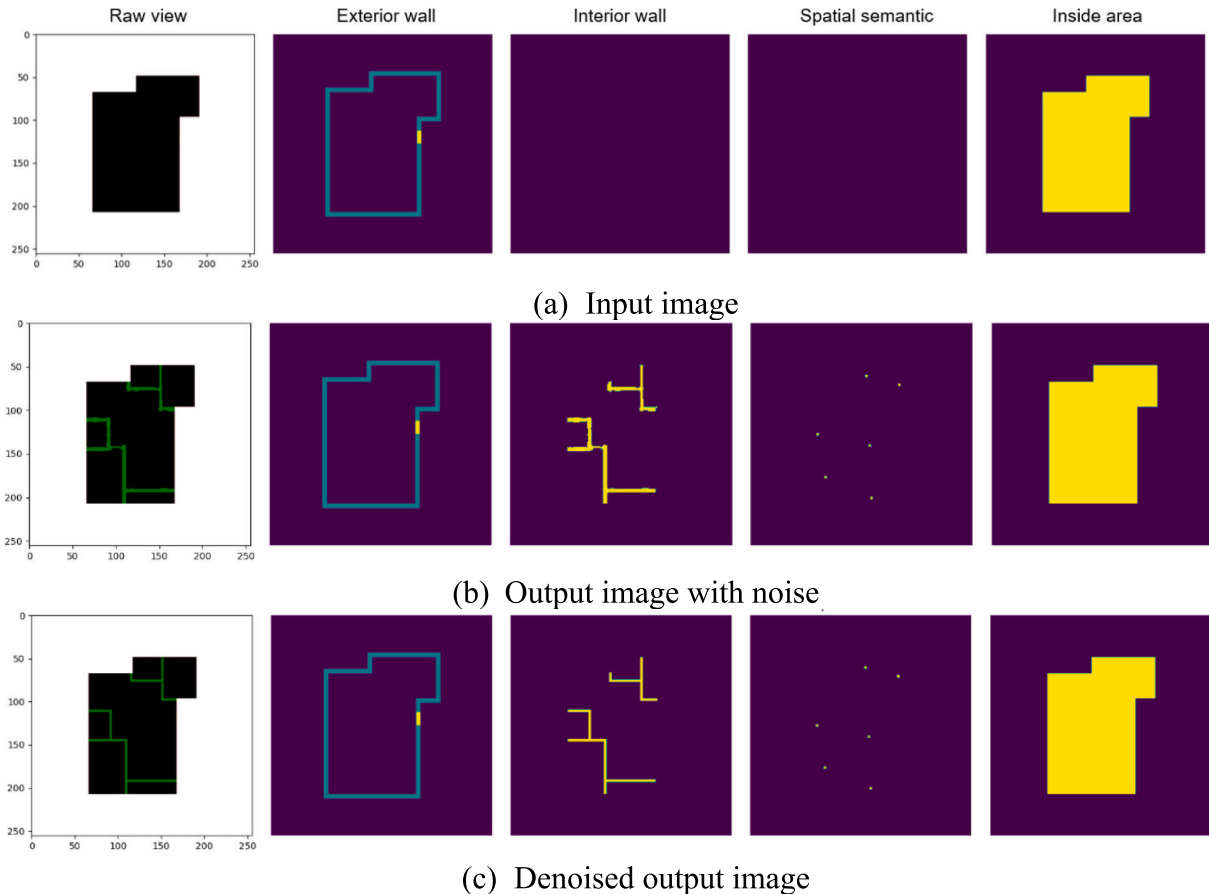 Raw view Exterior wall Interior wall Spatial semantic Inside area
0
50
100
150
200
250
0 50 100 150 200 250
(a) Input image
0
50
100
150
200
250
0 50 100 150 200 250
(b) Output image with noise
0
50
100
150
200
250
0 50 100 150 200 250
(c) Denoised output image